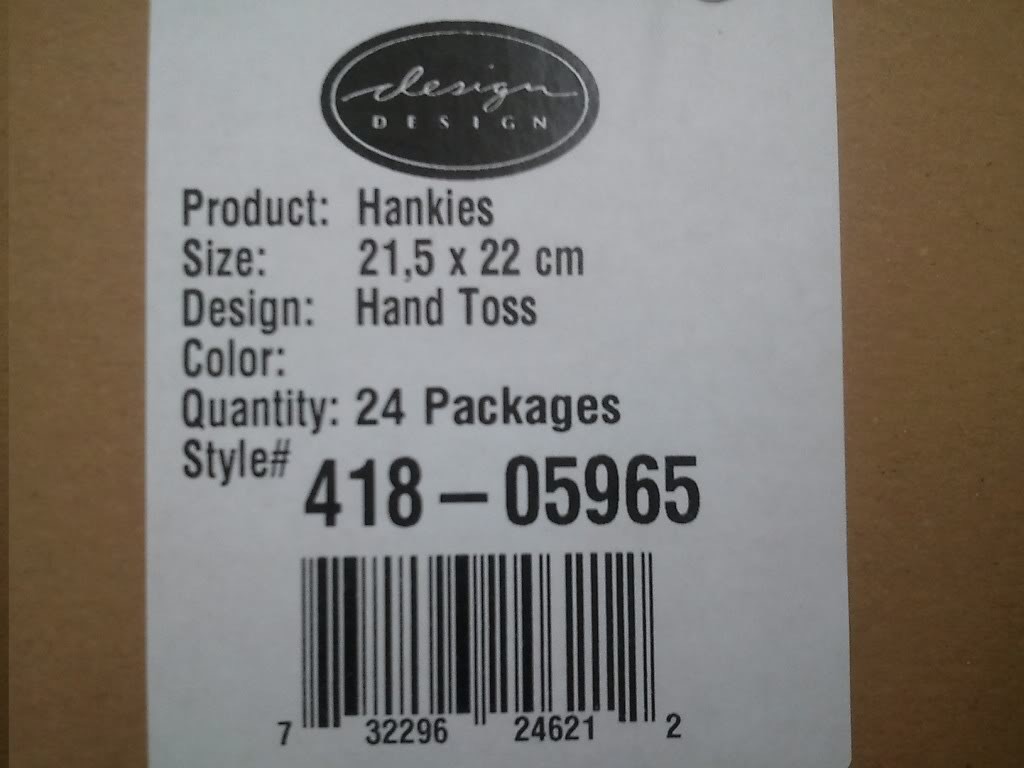 design
DESIGN
Product: Hankies
Size: 21,5 x 22 cm
Design: Hand Toss
Color:
Quantity: 24 Packages
Style# 418-05965
7 32296 24621 2